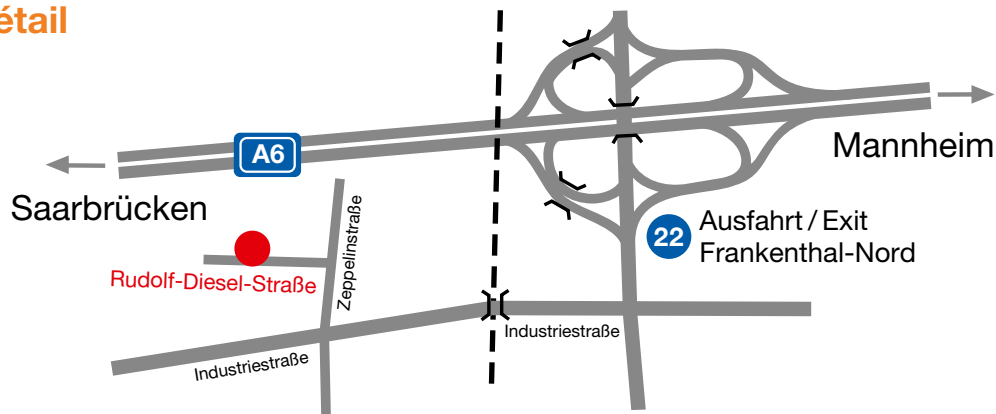 étail
A6
Mannheim
Saarbrücken
22
Ausfahrt / Exit
Frankenthal-Nord
Zeppelinstraße
Rudolf-Diesel-Straße
Industriestraße
Industriestraße